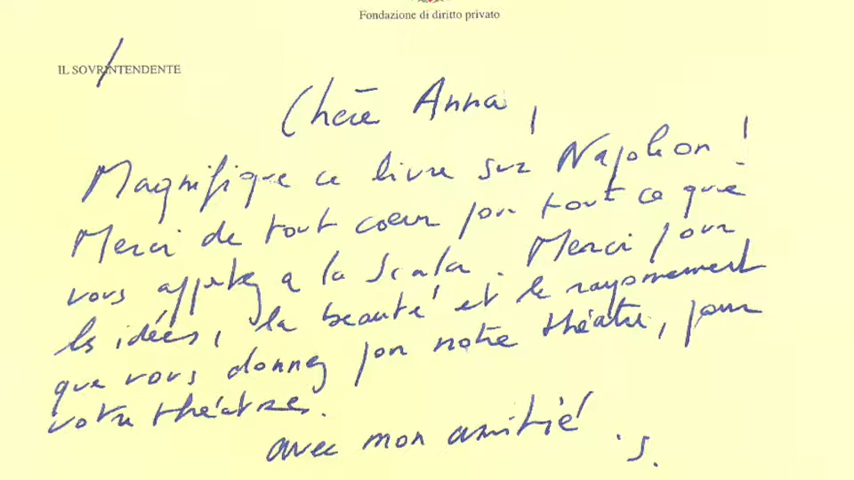 Fondazione di diritto privato
IL SOVRINTENDENTE
Chère Anna,
Magnifique ce livre sur Napoléon !
Merci de tout coeur pour tout ce que
vous apportez a la Scala. Merci pour
les idées, la beauté et le rayonnement
que vous donnez pour notre théatre, pour
votre théatre.
avec mon amitié
S.